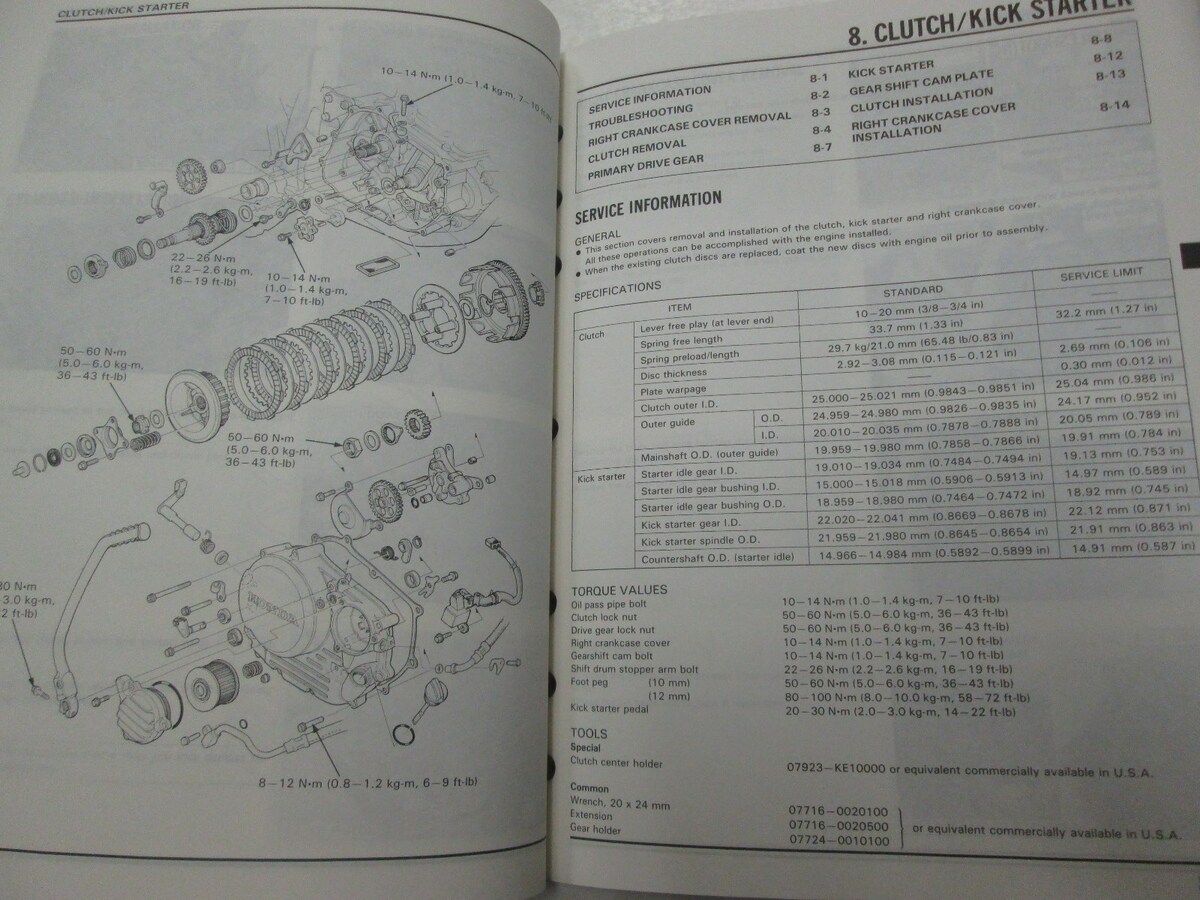 CLUTCH/KICK STARTER
10–14 N•m (1.0–1.4 kg-m, 7–10 ft-lb)
22–26 N•m
(2.2–2.6 kg-m,
16–19 ft-lb)
10–14 N•m
(1.0–1.4 kg-m,
7–10 ft-lb)
50–60 N•m
(5.0–6.0 kg-m,
36–43 ft-lb)
50–60 N•m
(5.0–6.0 kg-m,
36–43 ft-lb)
30 N•m
3.0 kg-m,
2 ft-lb)
HONDA
8–12 N•m (0.8–1.2 kg-m, 6–9 ft-lb)
8. CLUTCH/KICK STARTER
SERVICE INFORMATION 8-1 KICK STARTER 8-8
TROUBLESHOOTING 8-2 GEAR SHIFT CAM PLATE 8-12
RIGHT CRANKCASE COVER REMOVAL 8-3 CLUTCH INSTALLATION 8-13
CLUTCH REMOVAL 8-4 RIGHT CRANKCASE COVER
PRIMARY DRIVE GEAR 8-7 INSTALLATION 8-14
SERVICE INFORMATION
GENERAL
• This section covers removal and installation of the clutch, kick starter and right crankcase cover.
All these operations can be accomplished with the engine installed.
• When the existing clutch discs are replaced, coat the new discs with engine oil prior to assembly.
SPECIFICATIONS
ITEM STANDARD SERVICE LIMIT
Clutch Lever free play (at lever end) 10–20 mm (3/8–3/4 in) ——
Spring free length 33.7 mm (1.33 in) 32.2 mm (1.27 in)
Spring preload/length 29.7 kg/21.0 mm (65.48 lb/0.83 in) ——
Disc thickness 2.92–3.08 mm (0.115–0.121 in) 2.69 mm (0.106 in)
Plate warpage —— 0.30 mm (0.012 in)
Clutch outer I.D. 25.000–25.021 mm (0.9843–0.9851 in) 25.04 mm (0.986 in)
Outer guide O.D. 24.959–24.980 mm (0.9826–0.9835 in) 24.17 mm (0.952 in)
I.D. 20.010–20.035 mm (0.7878–0.7888 in) 20.05 mm (0.789 in)
Mainshaft O.D. (outer guide) 19.959–19.980 mm (0.7858–0.7866 in) 19.91 mm (0.784 in)
Kick starter Starter idle gear I.D. 19.010–19.034 mm (0.7484–0.7494 in) 19.13 mm (0.753 in)
Starter idle gear bushing I.D. 15.000–15.018 mm (0.5906–0.5913 in) 14.97 mm (0.589 in)
Starter idle gear bushing O.D. 18.959–18.980 mm (0.7464–0.7472 in) 18.92 mm (0.745 in)
Kick starter gear I.D. 22.020–22.041 mm (0.8669–0.8678 in) 22.12 mm (0.871 in)
Kick starter spindle O.D. 21.959–21.980 mm (0.8645–0.8654 in) 21.91 mm (0.863 in)
Countershaft O.D. (starter idle) 14.966–14.984 mm (0.5892–0.5899 in) 14.91 mm (0.587 in)
TORQUE VALUES
Oil pass pipe bolt 10–14 N•m (1.0–1.4 kg-m, 7–10 ft-lb)
Clutch lock nut 50–60 N•m (5.0–6.0 kg-m, 36–43 ft-lb)
Drive gear lock nut 50–60 N•m (5.0–6.0 kg-m, 36–43 ft-lb)
Right crankcase cover 10–14 N•m (1.0–1.4 kg-m, 7–10 ft-lb)
Gearshift cam bolt 10–14 N•m (1.0–1.4 kg-m, 7–10 ft-lb)
Shift drum stopper arm bolt 22–26 N•m (2.2–2.6 kg-m, 16–19 ft-lb)
Foot peg (10 mm) 50–60 N•m (5.0–6.0 kg-m, 36–43 ft-lb)
(12 mm) 80–100 N•m (8.0–10.0 kg-m, 58–72 ft-lb)
Kick starter pedal 20–30 N•m (2.0–3.0 kg-m, 14–22 ft-lb)
TOOLS
Special
Clutch center holder 07923–KE10000 or equivalent commercially available in U.S.A.
Common
Wrench, 20 x 24 mm 07716–0020100
Extension 07716–0020500 or equivalent commercially available in U.S.A.
Gear holder 07724–0010100